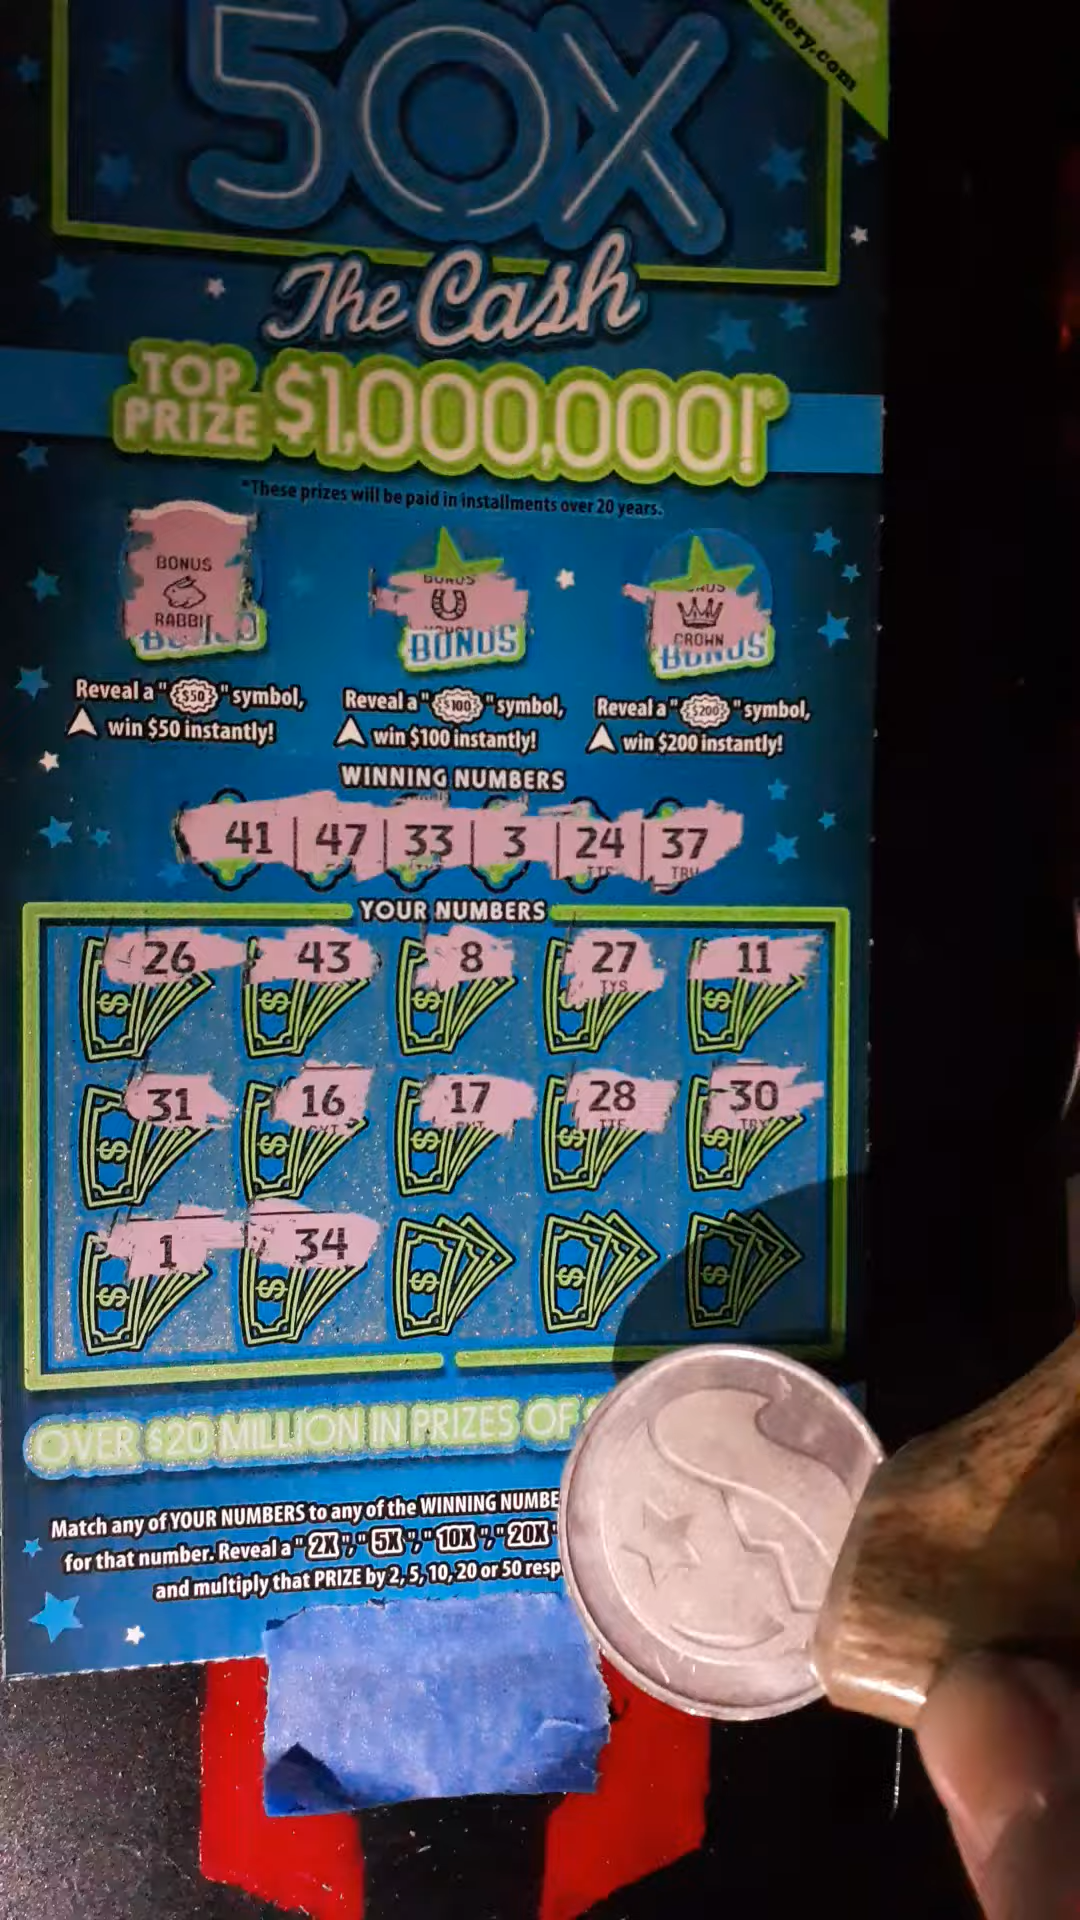 ottery.com
50X
The Cash
TOP PRIZE $1,000,000!*
*These prizes will be paid in installments over 20 years.
BONUS
RABBIT
BONUS
BONUS
CROWN
BONUS
Reveal a "$50" symbol,
win $50 instantly!
Reveal a "$100" symbol,
win $100 instantly!
Reveal a "$200" symbol,
win $200 instantly!
WINNING NUMBERS
41 47 33 3 24 37
TRU
YOUR NUMBERS
26 43 8 27 11
TYS
31 16 17 28 30
1 34
OVER $20 MILLION IN PRIZES OF
Match any of YOUR NUMBERS to any of the WINNING NUMBE
for that number. Reveal a "2X", "5X", "10X", "20X"
and multiply that PRIZE by 2, 5, 10, 20 or 50 resp